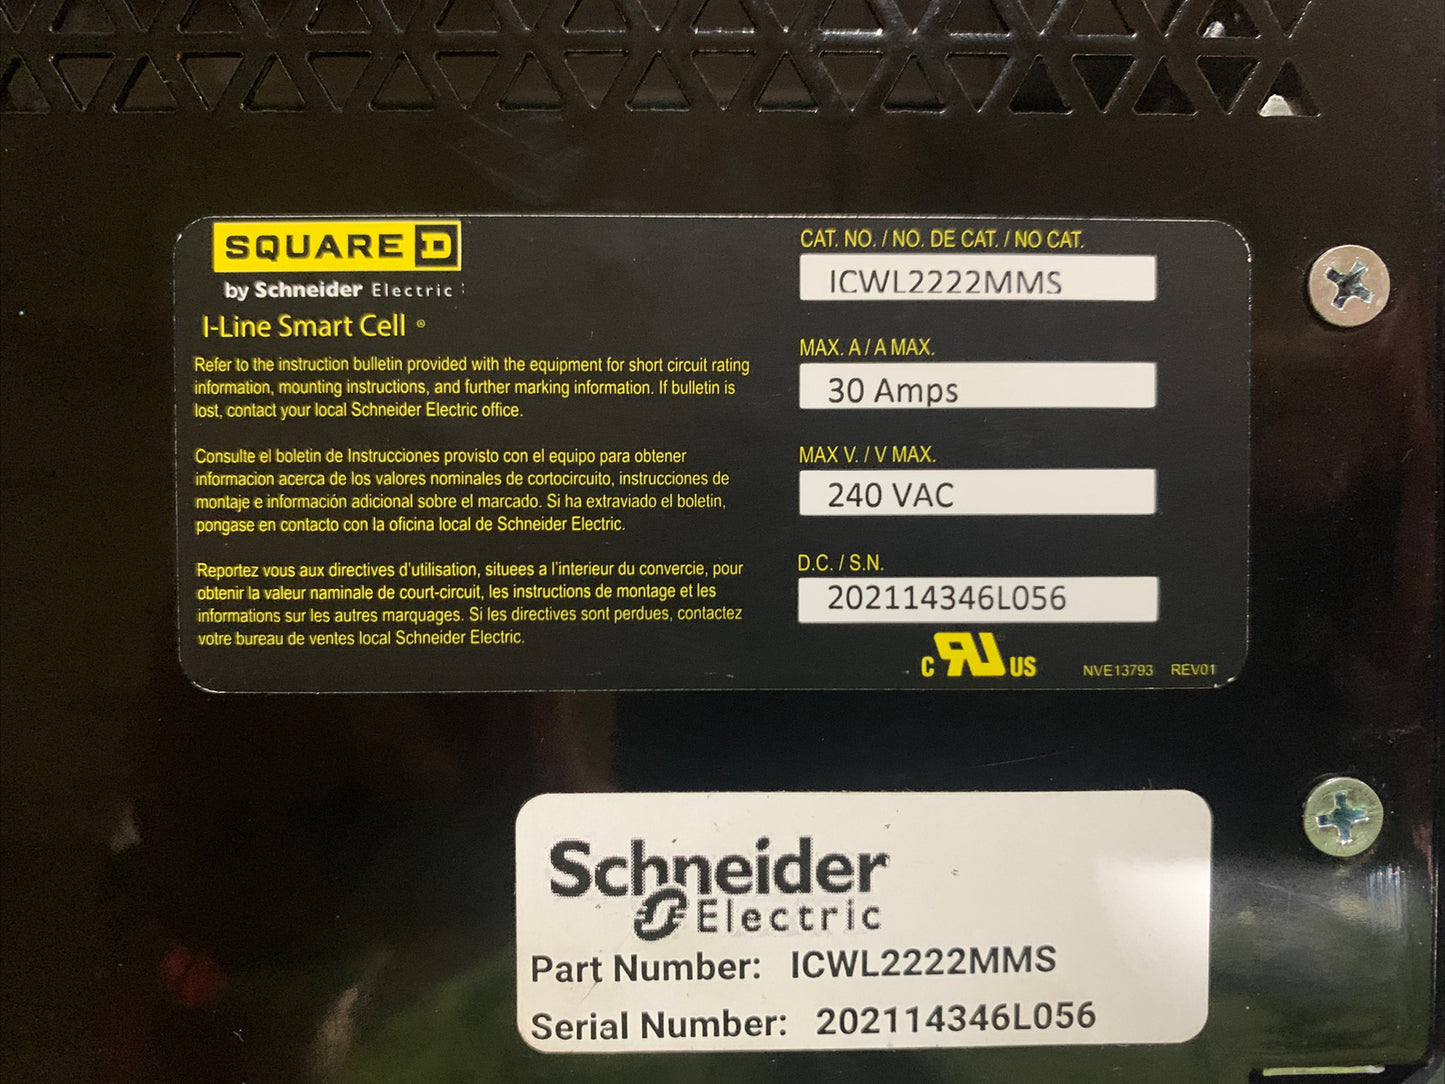 SQUARE D
by Schneider Electric
I-Line Smart Cell ®
Refer to the instruction bulletin provided with the equipment for short circuit rating
information, mounting instructions, and further marking information. If bulletin is
lost, contact your local Schneider Electric office.
Consulte el boletin de Instrucciones provisto con el equipo para obtener
informacion acerca de los valores nominales de cortocircuito, instrucciones de
montaje e información adicional sobre el marcado. Si ha extraviado el boletin,
pongase en contacto con la oficina local de Schneider Electric.
Reportez vous aux directives d'utilisation, situees a l'interieur du convercie, pour
obtenir la valeur naminale de court-circuit, les instructions de montage et les
informations sur les autres marquages. Si les directives sont perdues, contactez
votre bureau de ventes local Schneider Electric.
CAT. NO. / NO. DE CAT. / NO CAT.
ICWL2222MMS
MAX. A / A MAX.
30 Amps
MAX V. / V MAX.
240 VAC
D.C. / S.N.
202114346L056
c RU US
NVE13793 REV01
Schneider
Electric
Part Number: ICWL2222MMS
Serial Number: 202114346L056